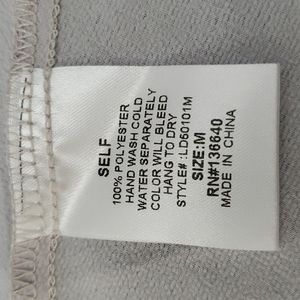 SELF
100% POLYESTER
HAND WASH COLD
WATER SEPARATELY
COLOR WILL BLEED
HANG TO DRY
STYLE# :LD60101M
SIZE:M
RN#136640
MADE IN CHINA